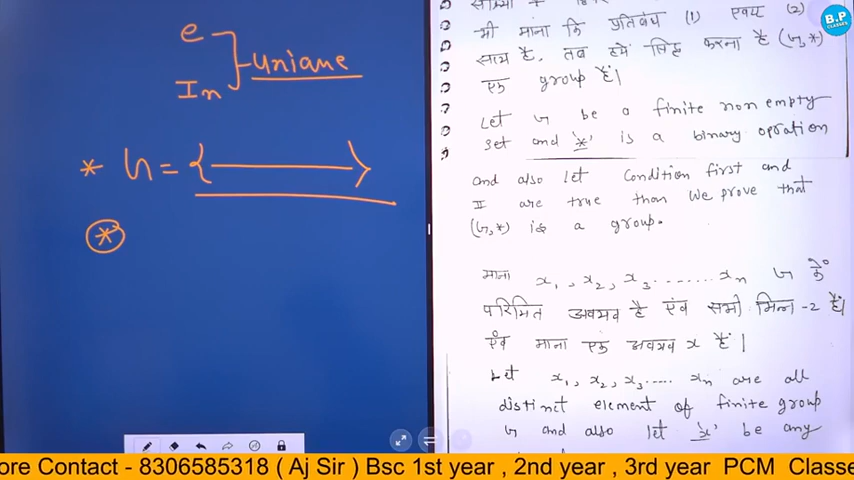 e
In
uniane
* G = {
*
भी माना कि प्रतिबंध (1) एवम (2)
सत्य है, तब हमें सिद्ध करना है (G,*)
एक group हैं।
Let G be a finite non empty
set and '*' is a binary opration
and also let condition first and
II are true than we prove that
(G,*) is a group.
माना x1, x2, x3 ....... xn G के
परिमित अवयव है एवं सभी भिन्न-2 हैं।
एवं माना एक अवयव x हैं।
Let x1, x2, x3..... xn are all
distinct element of finite group
G and also let 'x' be any
B.P
CLASSES
ore Contact - 8306585318 ( Aj Sir ) Bsc 1st year , 2nd year , 3rd year PCM Classe